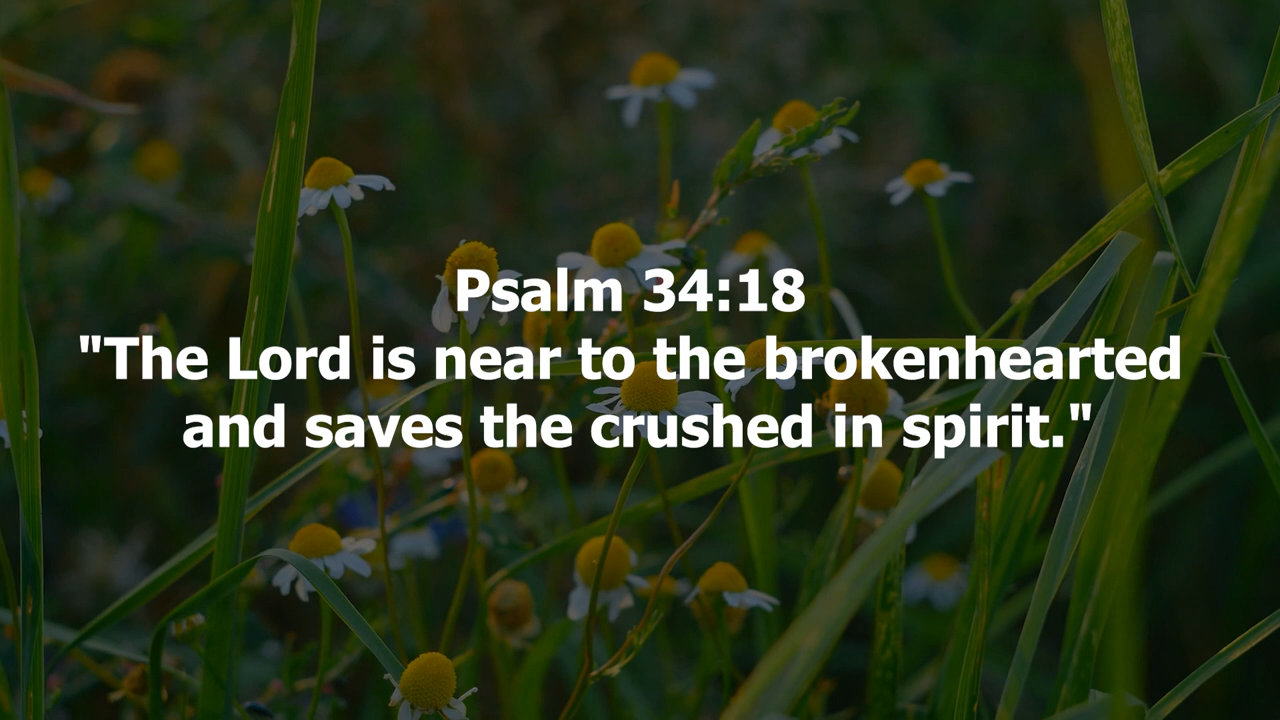 Psalm 34:18
"The Lord is near to the brokenhearted
and saves the crushed in spirit."